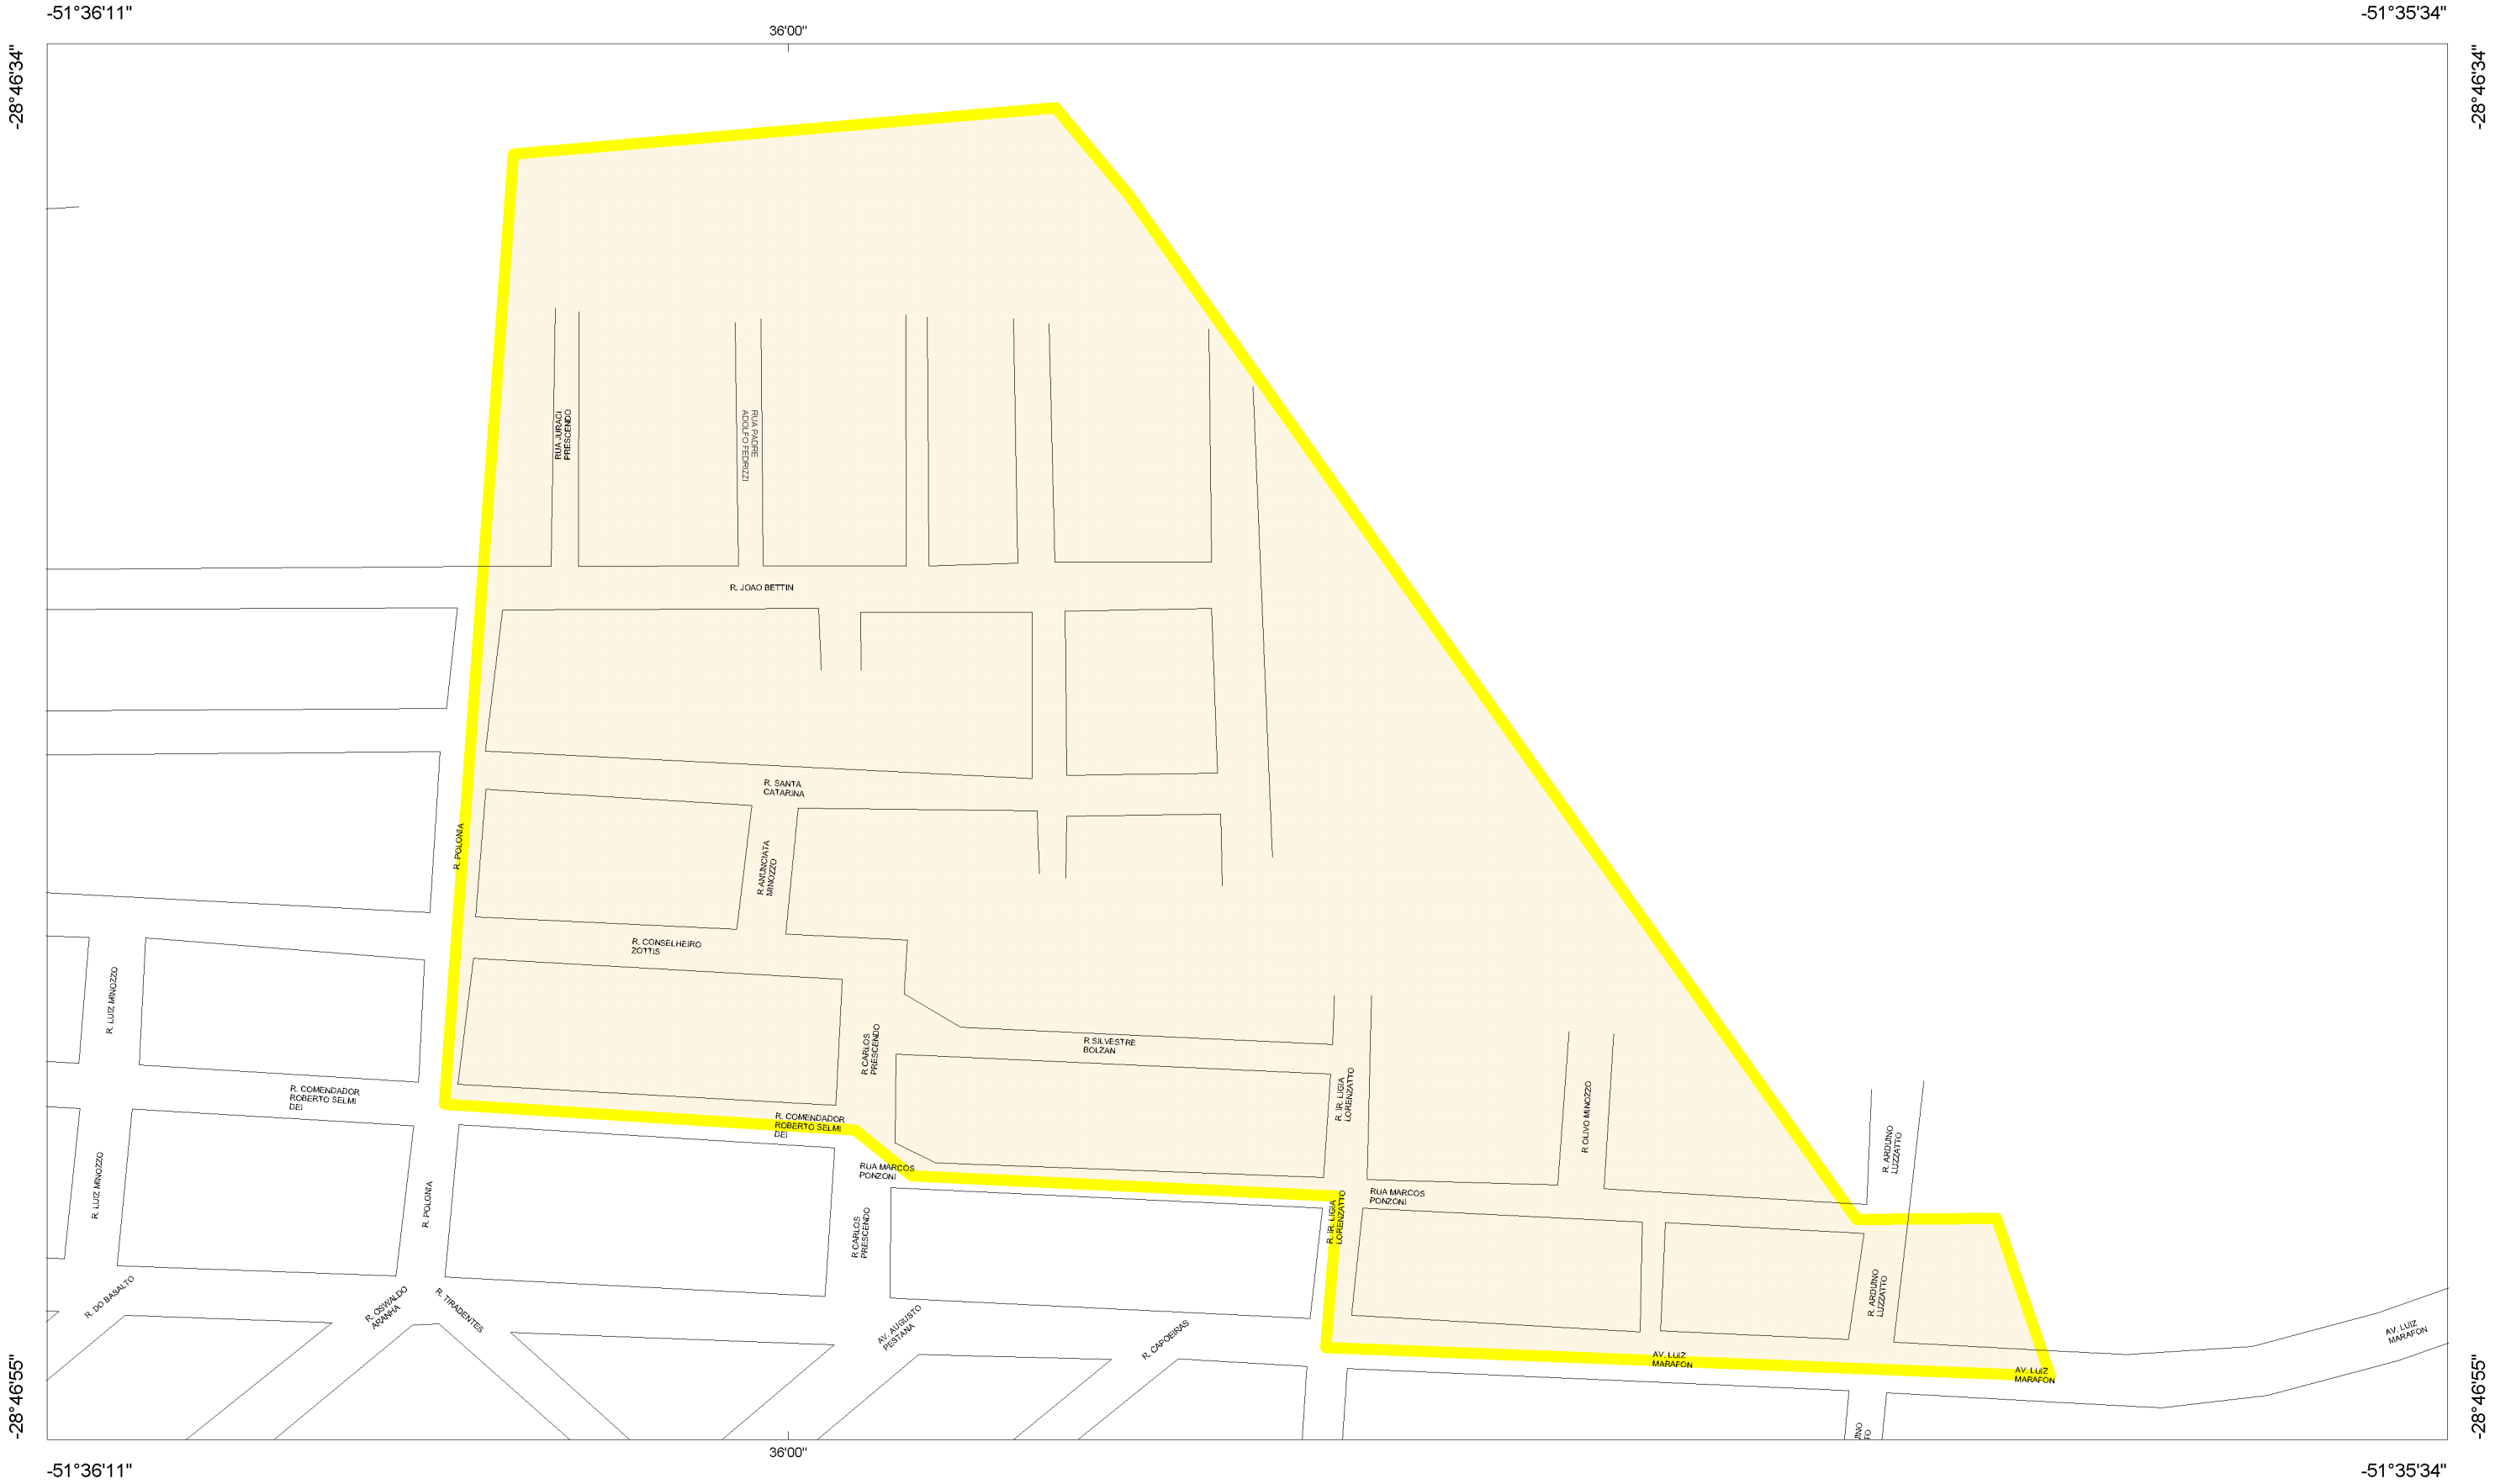 -51°36'11"
-51°35'34"
36'00"
-28°46'34"
-28°46'34"
RUA JURACI
PRESCENDO
RUA PADRE
ADOLFO FEDRIZZI
R. JOAO BETTIN
R. SANTA
CATARINA
R. POLONIA
R ANUNCIATA
MINOZZO
R. CONSELHEIRO
ZOTTIS
R. LUIZ MINOZZO
R CARLOS
PRESCENDO
R SILVESTRE
BOLZAN
R. IR. LIGIA
LORENZATTO
R OLIVO MINOZZO
R. ARDUINO
LUZZATTO
R. COMENDADOR
ROBERTO SELMI
DEI
R. COMENDADOR
ROBERTO SELMI
DEI
RUA MARCOS
PONZONI
RUA MARCOS
PONZONI
R. LUIZ MINOZZO
R. POLONIA
R CARLOS
PRESCENDO
R. IR. LIGIA
LORENZATTO
R. ARDUINO
LUZZATTO
R. DO BASALTO
R. OSWALDO
ARANHA
R. TIRADENTES
AV. AUGUSTO
PESTANA
R. CAPOEIRAS
AV. LUIZ
MARAFON
AV. LUIZ
MARAFON
AV. LUIZ
MARAFON
-28°46'55"
-28°46'55"
36'00"
-51°36'11"
-51°35'34"